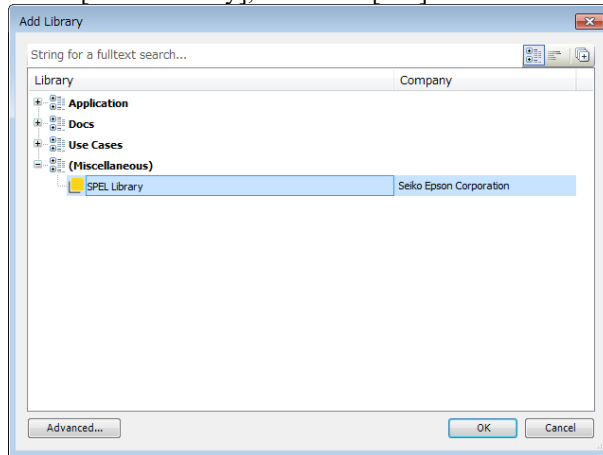 Add Library
String for a fulltext search...
Library Company
Application
Docs
Use Cases
(Miscellaneous)
SPEL Library Seiko Epson Corporation
Advanced... OK Cancel